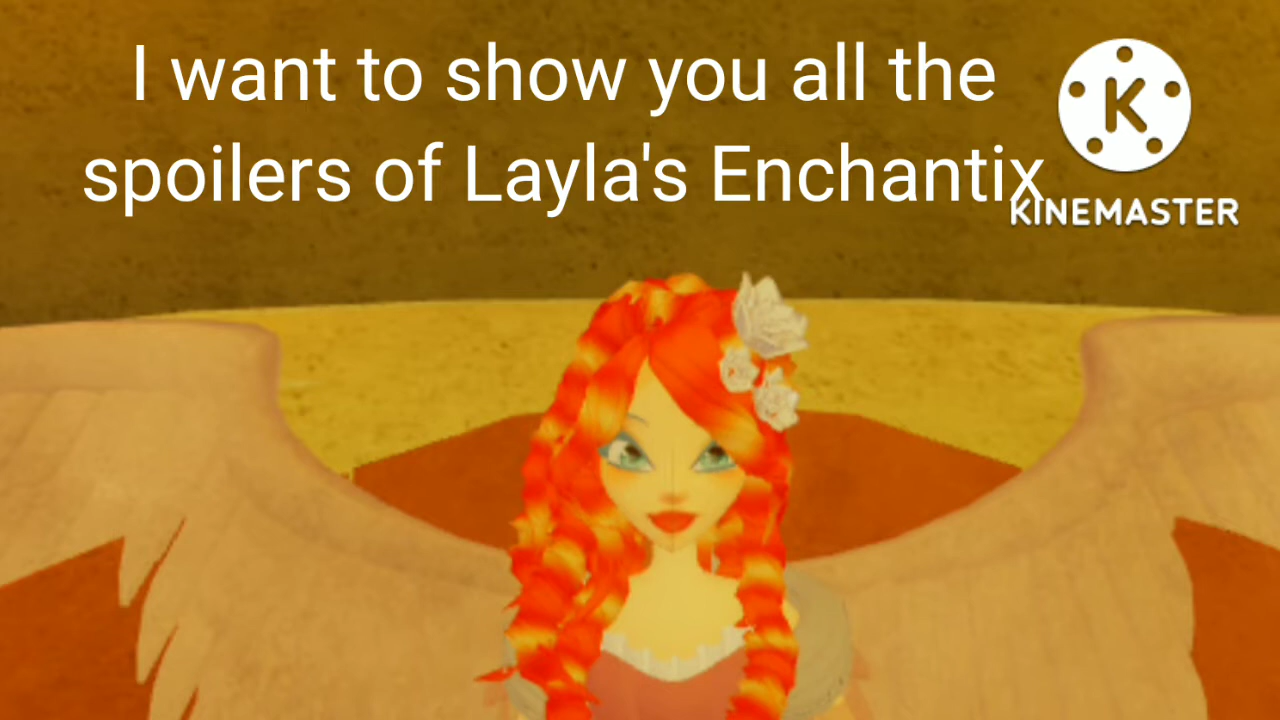 I want to show you all the
spoilers of Layla's Enchantix
K
KINEMASTER